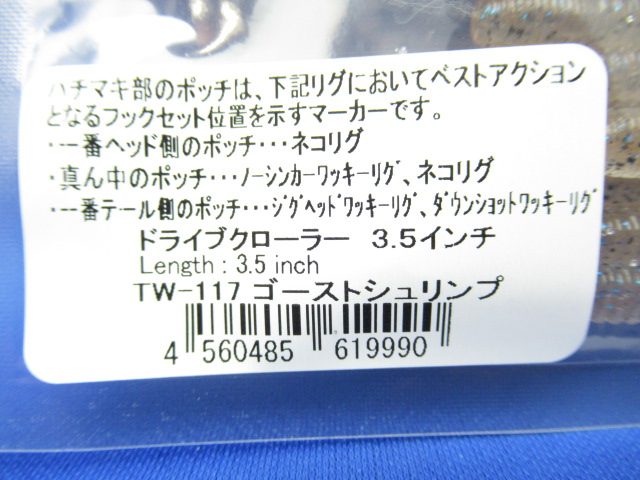 ハチマキ部のポッチは、下記リグにおいてベストアクション
となるフックセット位置を示すマーカーです。
・一番ヘッド側のポッチ･･･ネコリグ
・真ん中のポッチ･･･ﾉｰｼﾝｶｰﾜｯｷｰﾘｸﾞ、ネコリグ
・一番テール側のポッチ･･･ｼﾞｸﾞﾍｯﾄﾞﾜｯｷｰﾘｸﾞ、ﾀﾞｳﾝｼｮｯﾄﾜｯｷｰﾘｸﾞ
ドライブクローラー 3.5インチ
Length : 3.5 inch
TW-117 ゴーストシュリンプ
4 560485 619990